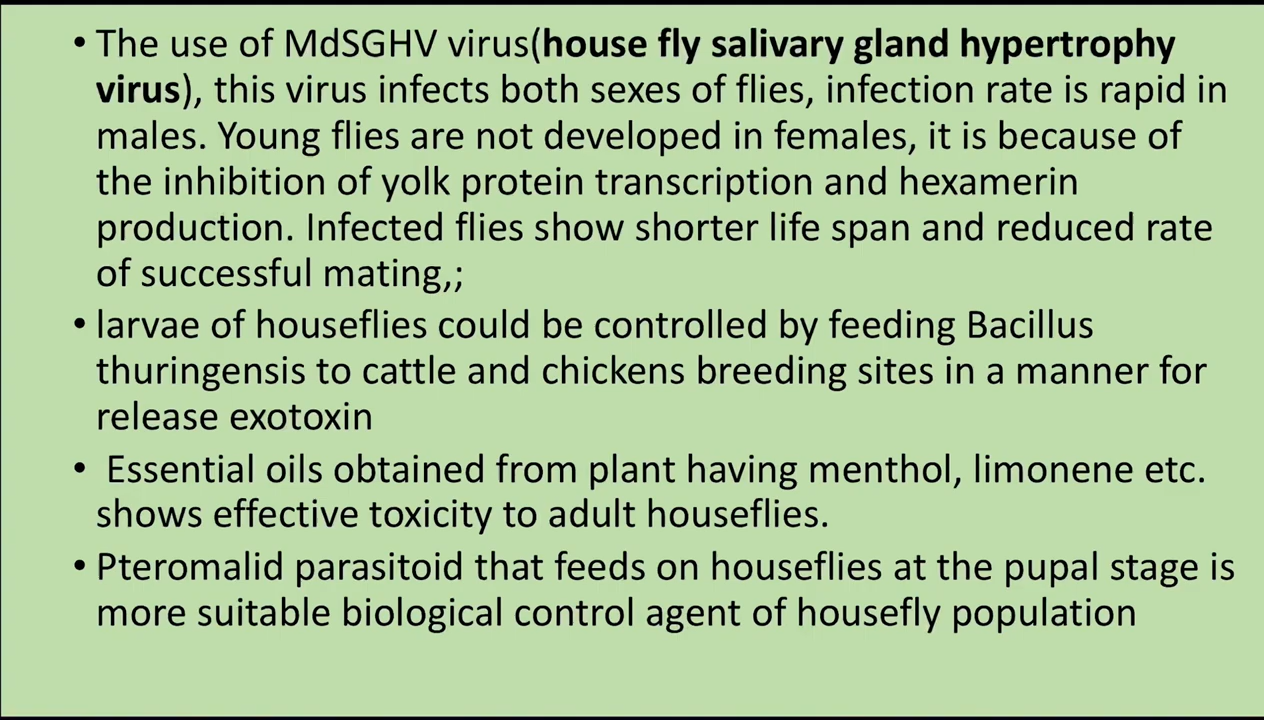 • The use of MdSGHV virus(house fly salivary gland hypertrophy
virus), this virus infects both sexes of flies, infection rate is rapid in
males. Young flies are not developed in females, it is because of
the inhibition of yolk protein transcription and hexamerin
production. Infected flies show shorter life span and reduced rate
of successful mating,;
• larvae of houseflies could be controlled by feeding Bacillus
thuringensis to cattle and chickens breeding sites in a manner for
release exotoxin
• Essential oils obtained from plant having menthol, limonene etc.
shows effective toxicity to adult houseflies.
• Pteromalid parasitoid that feeds on houseflies at the pupal stage is
more suitable biological control agent of housefly population